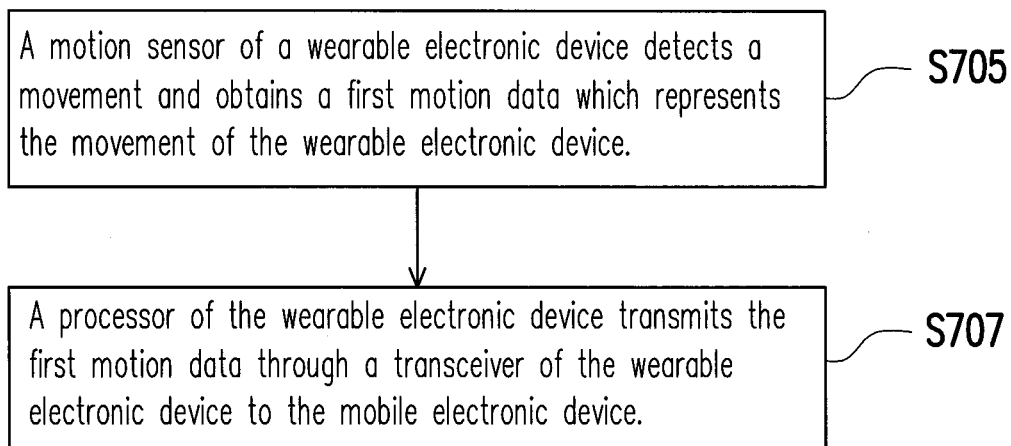 A motion sensor of a wearable electronic device detects a
movement and obtains a first motion data which represents
the movement of the wearable electronic device.
S705
A processor of the wearable electronic device transmits the
first motion data through a transceiver of the wearable
electronic device to the mobile electronic device.
S707